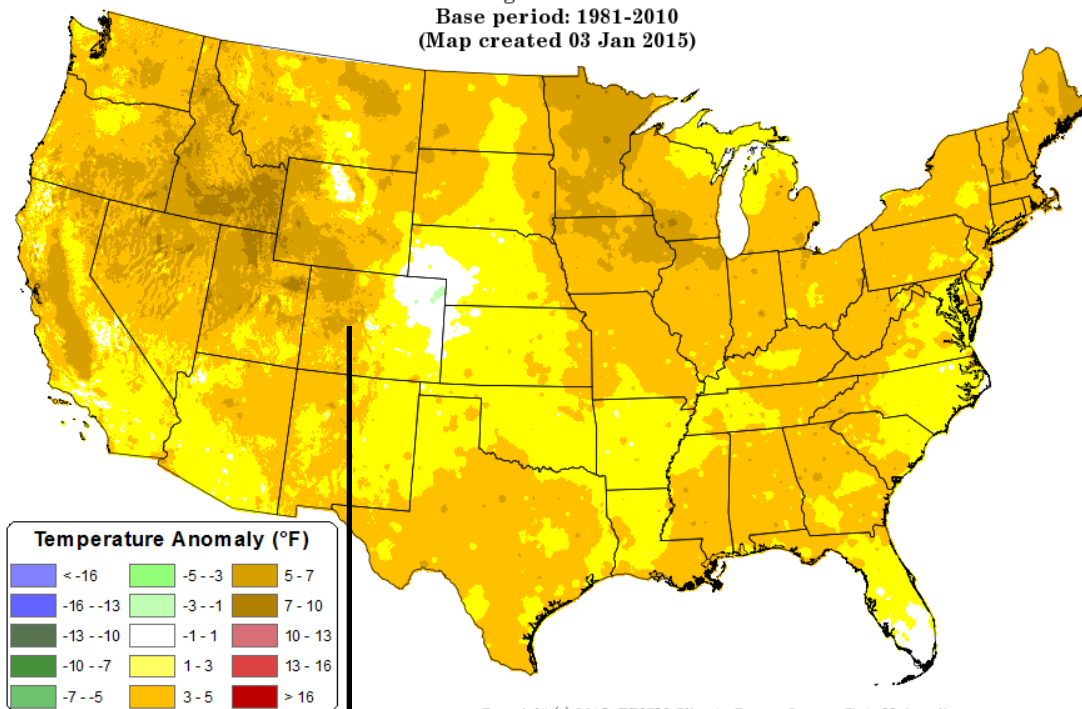 Base period: 1981-2010
(Map created 03 Jan 2015)
Temperature Anomaly (°F)
< -16
-5 - -3
5 - 7
-16 - -13
-3 - -1
7 - 10
-13 - -10
-1 - 1
10 - 13
-10 - -7
1 - 3
13 - 16
-7 - -5
3 - 5
> 16